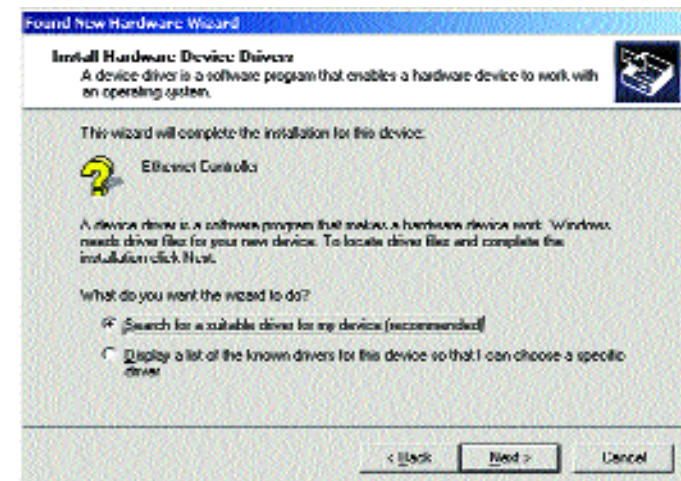 Found New Hardware Wizard
Install Hardware Device Drivers
A device driver is a software program that enables a hardware device to work with
an operating system.
This wizard will complete the installation for this device:
Ethernet Controller
A device driver is a software program that makes a hardware device work. Windows
needs driver files for your new device. To locate driver files and complete the
installation click Next.
What do you want the wizard to do?
Search for a suitable driver for my device (recommended)
Display a list of the known drivers for this device so that I can choose a specific
driver
< Back
Next >
Cancel